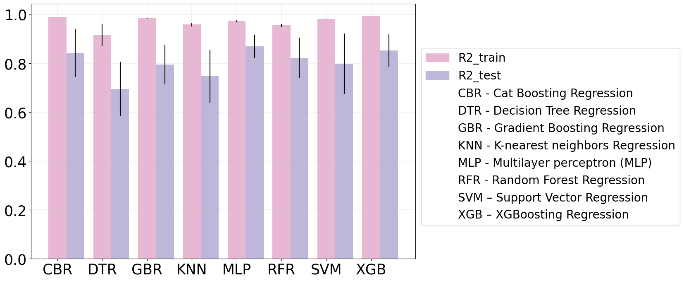 1.0
0.8
0.6
0.4
0.2
0.0
CBR DTR GBR KNN MLP RFR SVM XGB
R2_train
R2_test
CBR - Cat Boosting Regression
DTR - Decision Tree Regression
GBR - Gradient Boosting Regression
KNN - K-nearest neighbors Regression
MLP - Multilayer perceptron (MLP)
RFR - Random Forest Regression
SVM – Support Vector Regression
XGB – XGBoosting Regression